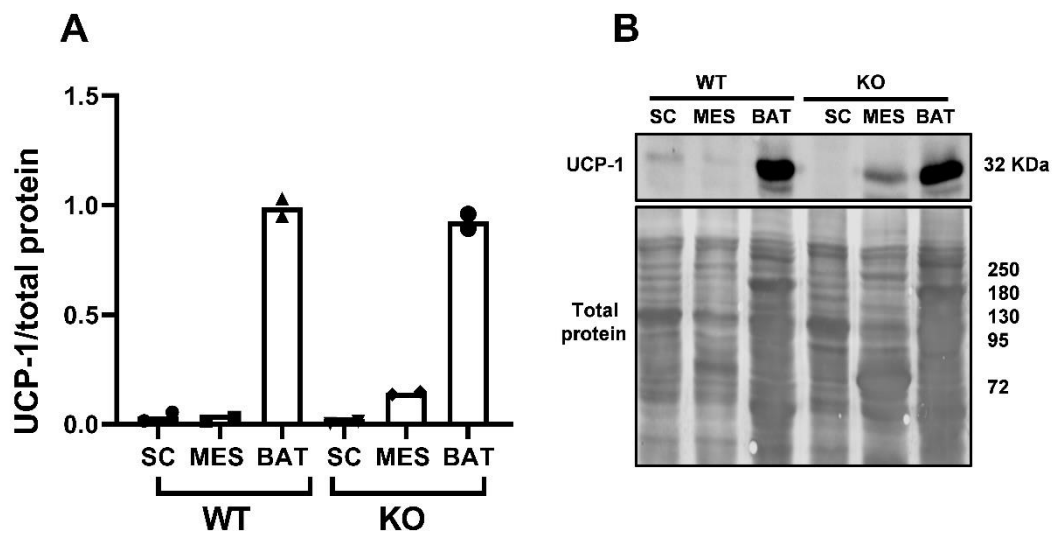 A
UCP-1/total protein
1.5
1.0
0.5
0.0
SC MES BAT SC MES BAT
WT KO
B
WT KO
SC MES BAT SC MES BAT
UCP-1 32 KDa
Total
protein
250
180
130
95
72